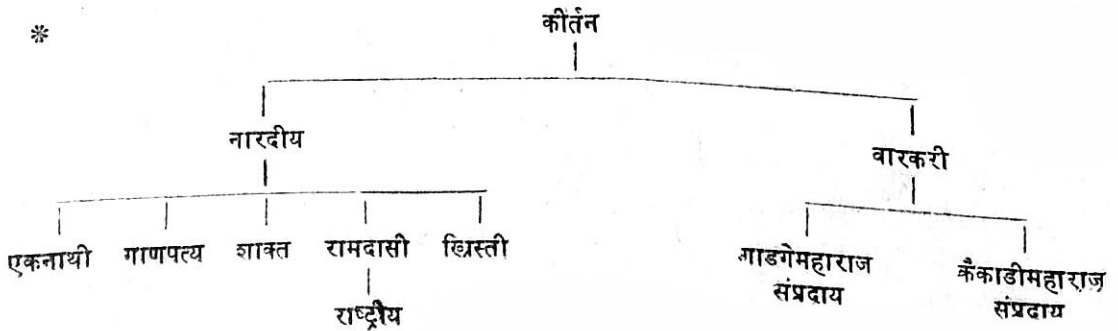 *
कीर्तन
नारदीय
वारकरी
एकनाथी गाणपत्य शाक्त रामदासी ख्रिस्ती
गाडगेमहाराज
संप्रदाय
कैकाडीमहाराज
संप्रदाय
राष्ट्रीय